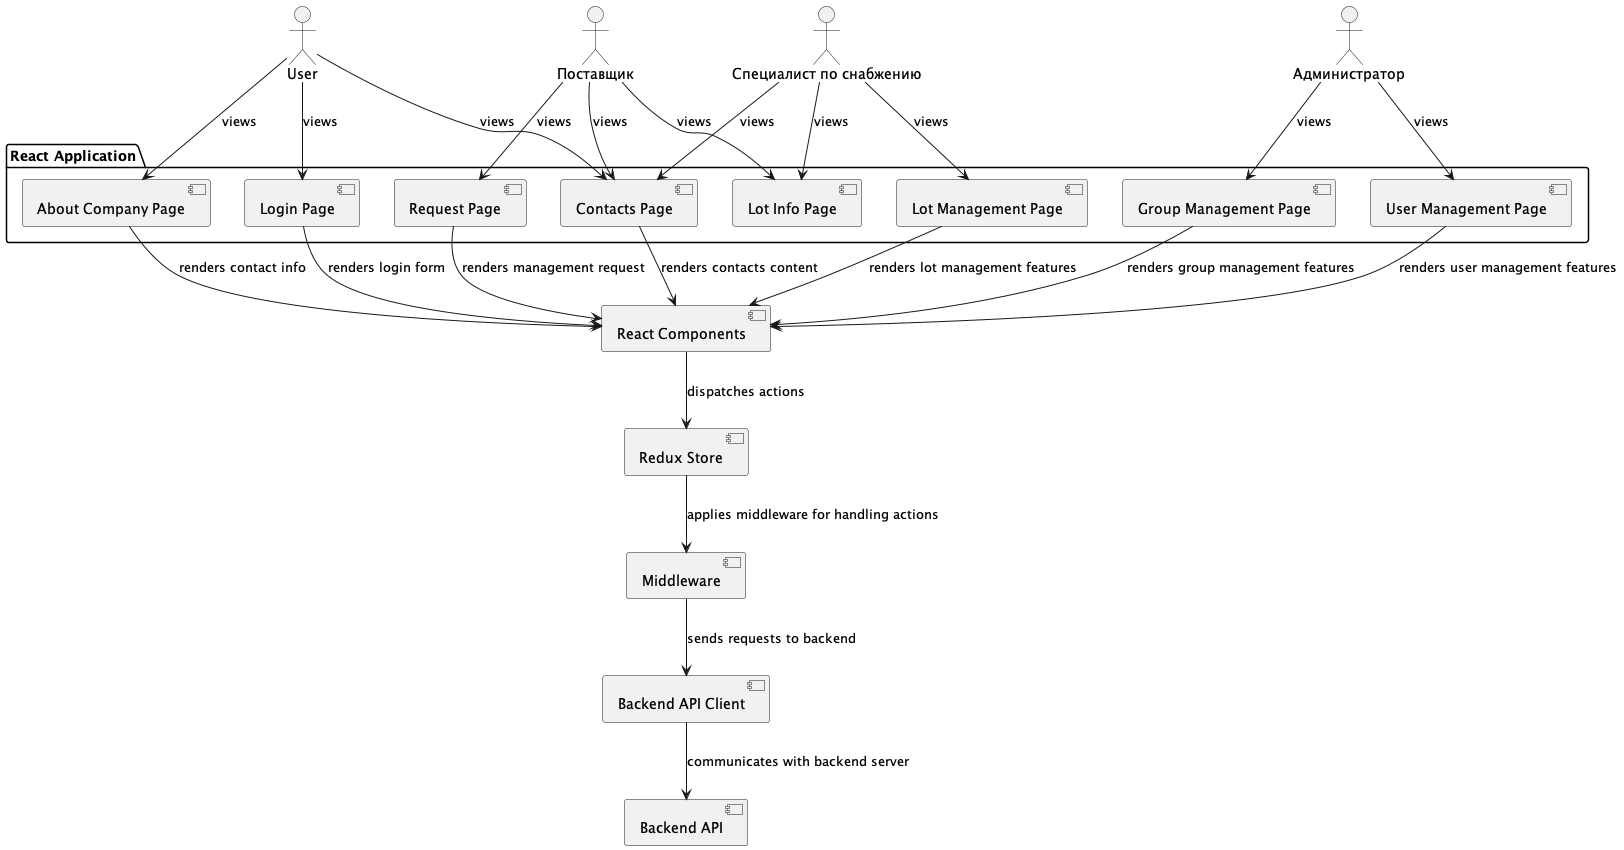 User
Поставщик
Специалист по снабжению
Администратор
views
views
views
views
views
views
views
views
views
views
views
React Application
About Company Page
Login Page
Request Page
Contacts Page
Lot Info Page
Lot Management Page
Group Management Page
User Management Page
renders contact info
renders login form
renders management request
renders contacts content
renders lot management features
renders group management features
renders user management features
React Components
dispatches actions
Redux Store
applies middleware for handling actions
Middleware
sends requests to backend
Backend API Client
communicates with backend server
Backend API